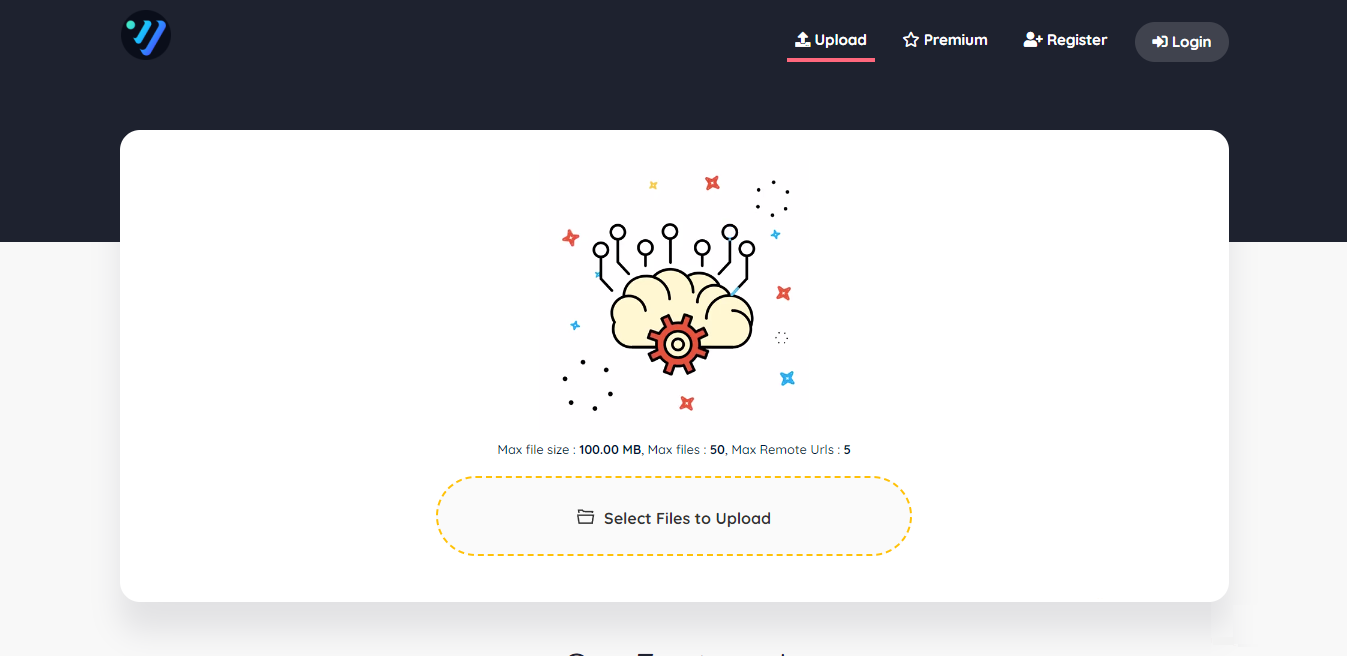 Upload
Premium
Register
Login
Max file size : 100.00 MB, Max files : 50, Max Remote Urls : 5
Select Files to Upload